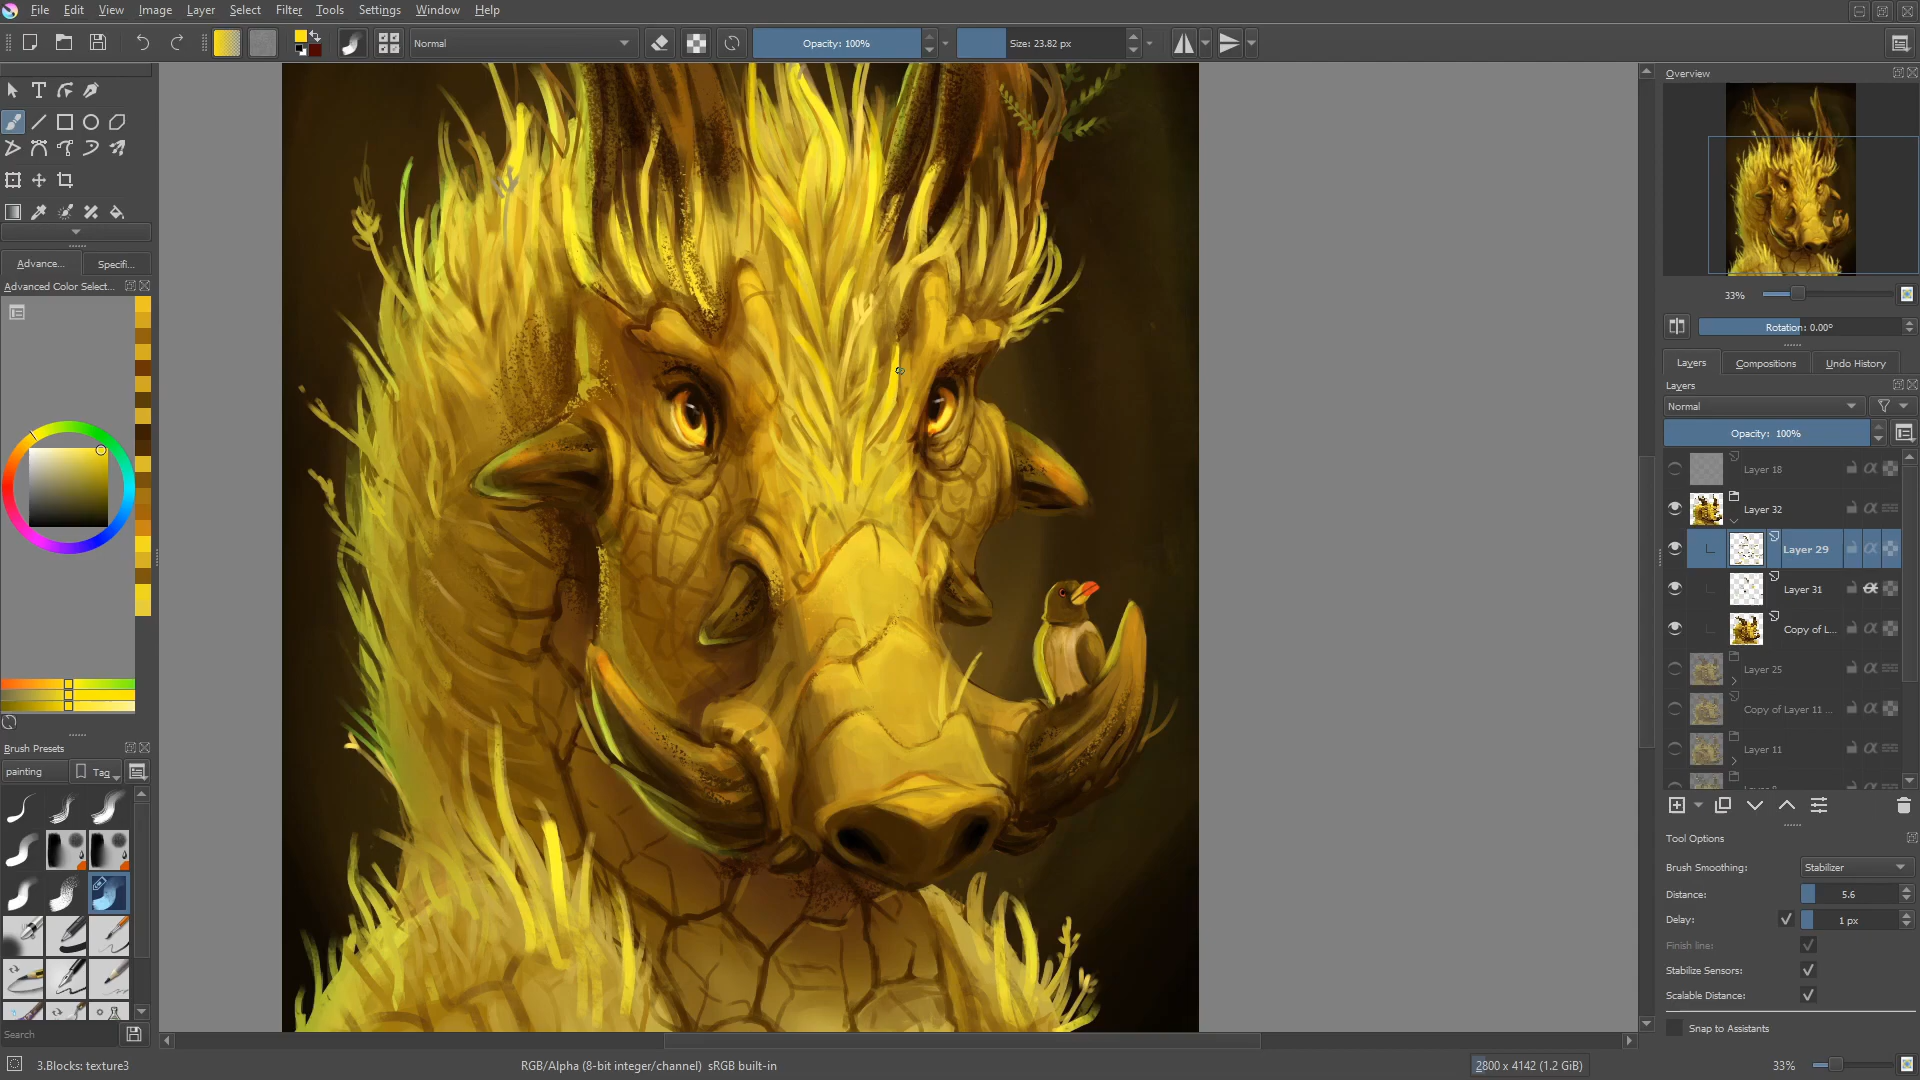 File Edit View Image Layer Select Filter Tools Settings Window Help
Normal Opacity: 100% Size: 23.82 px
Advance... Specifi...
Advanced Color Select...
Brush Presets
painting Tag
Search
3.Blocks: texture3 RGB/Alpha (8-bit integer/channel) sRGB built-in 2800 x 4142 (1.2 GiB) 33%
Overview
33%
Rotation: 0.00°
Layers Compositions Undo History
Layers
Normal
Opacity: 100%
Layer 18
Layer 32
Layer 29
Layer 31
Copy of L...
Layer 25
Copy of Layer 11 ...
Layer 11
Tool Options
Brush Smoothing: Stabilizer
Distance: 5.6
Delay: 1 px
Finish line:
Stabilize Sensors:
Scalable Distance:
Snap to Assistants